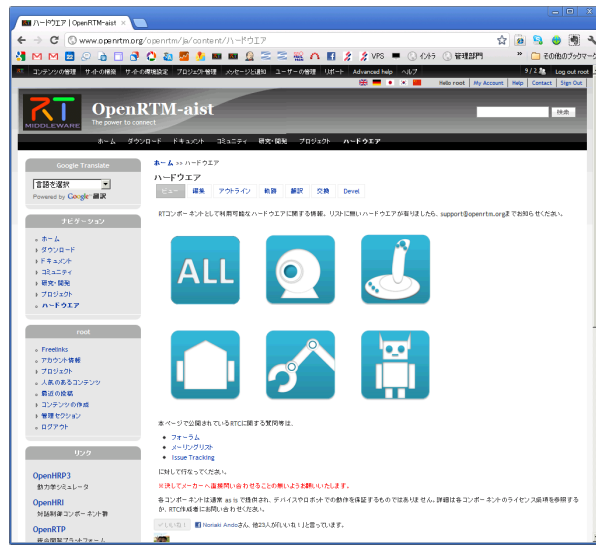 ハードウエア | OpenRTM-aist
www.openrtm.org/openrtm/ja/content/ハードウエア
VPS
管理部門
その他のブックマーク
コンテンツの管理 サイトの構築 サイトの環境設定 プロジェクト管理 メッセージと通知 ユーザーの管理 リポート Advanced help ヘルプ
9 / 2 Log out root
Hello root My Account Help Contact Sign Out
RT
MIDDLEWARE
OpenRTM-aist
The power to connect
検索
ホーム ダウンロード ドキュメント コミュニティ 研究・開発 プロジェクト ハードウエア
Google Translate
言語を選択
Powered by Google 翻訳
ナビゲーション
ホーム
ダウンロード
ドキュメント
コミュニティ
研究・開発
プロジェクト
ハードウエア
root
Freelinks
アカウント情報
プロジェクト
人気のあるコンテンツ
最近の投稿
コンテンツの作成
管理セクション
ログアウト
リンク
OpenHRP3
動力学シミュレータ
OpenHRI
対話制御コンポーネント群
OpenRTP
統合開発プラットフォーム
ホーム >> ハードウエア
ハードウエア
ビュー 編集 アウトライン 軌跡 翻訳 交換 Devel
RTコンポーネントとして利用可能なハードウエアに関する情報。リストに無いハードウエアが有りましたら、support@openrtm.orgまでお知らせください。
ALL
本ページで公開されているRTCに関する質問等は、
フォーラム
メーリングリスト
Issue Tracking
に対して行なってください。
※決してメーカーへ直接問い合わせることの無いようお願いいたします。
各コンポーネントは通常 as is で提供され、デバイスやロボットでの動作を保証するものではありません。詳細は各コンポーネントのライセンス条項を参照する
か、RTC作成者にお問い合わせください。
いいね！ Noriaki Andoさん、他23人が「いいね！」と言っています。